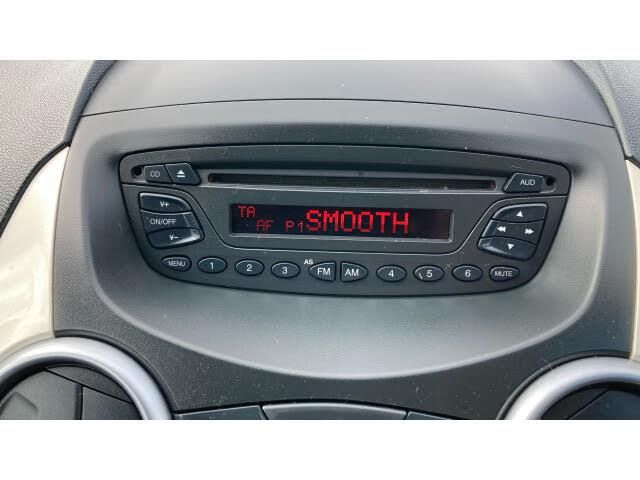 CD AUD
V+
ON/OFF
V-
TA
AF P1 SMOOTH
MENU 1 2 3 AS FM AM 4 5 6 MUTE